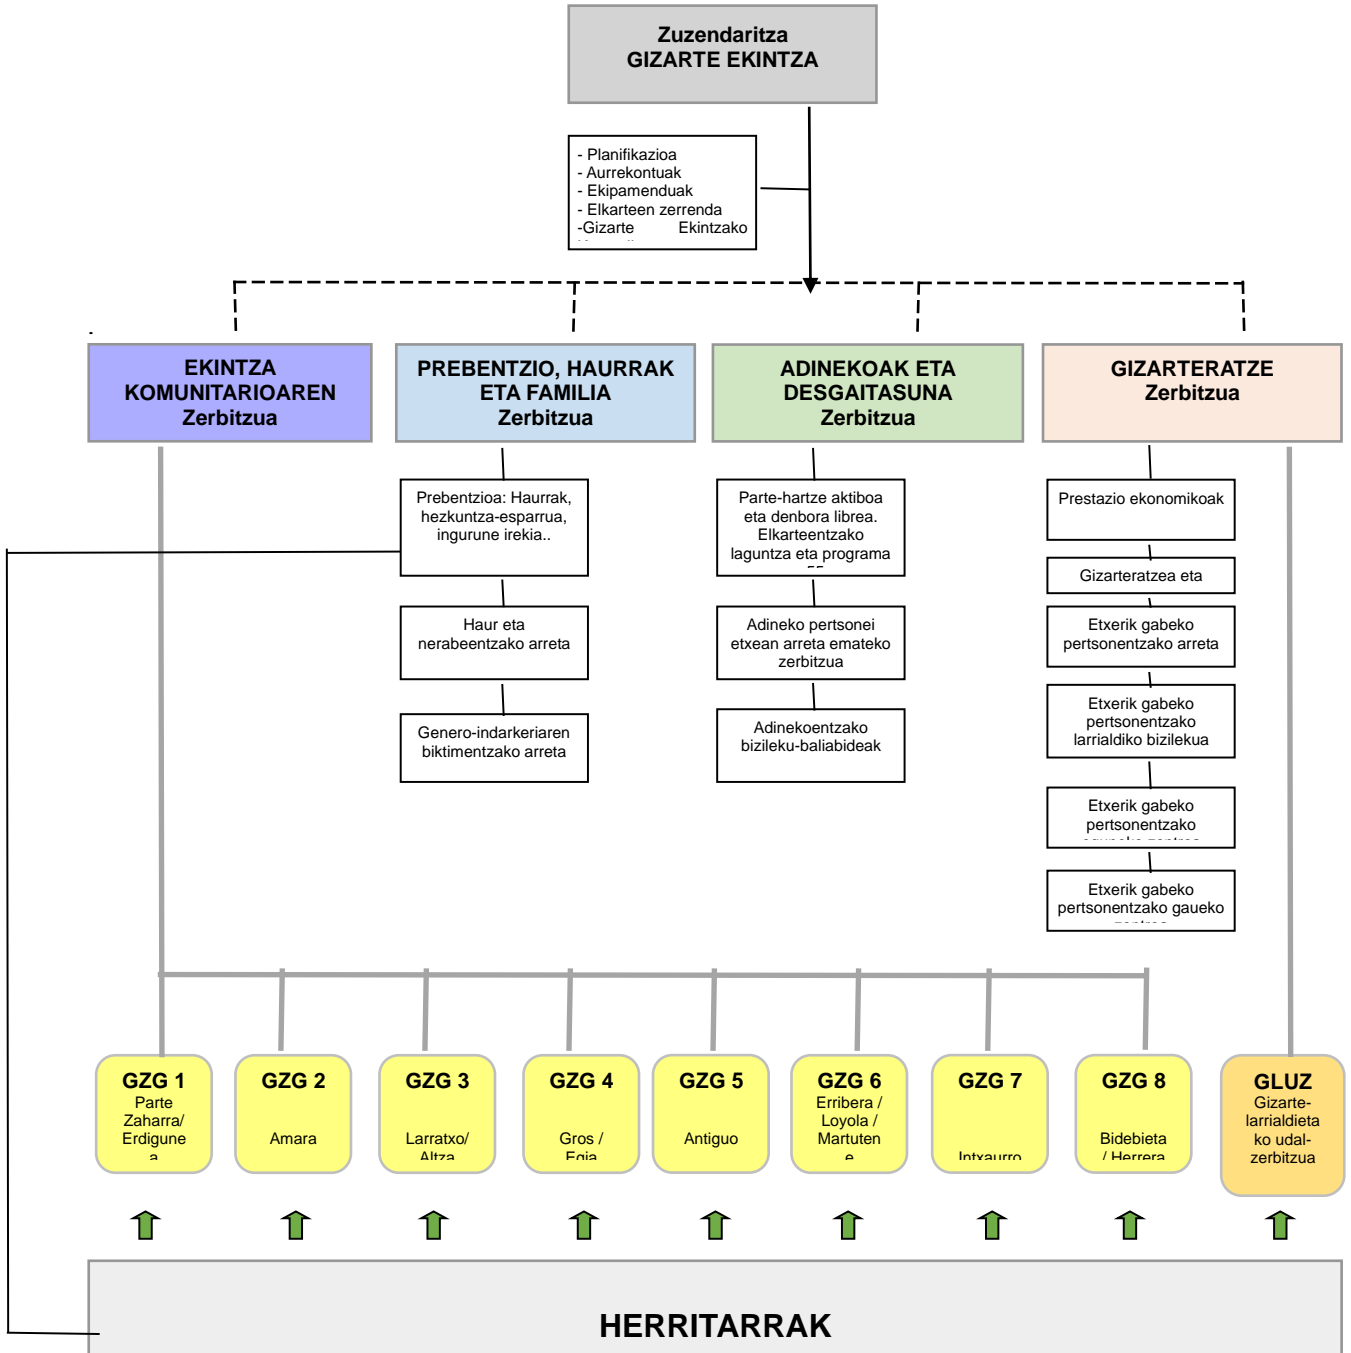 Zuzendaritza
GIZARTE EKINTZA
- Planifikazioa
- Aurrekontuak
- Ekipamenduak
- Elkarteen zerrenda
-Gizarte Ekintzako
EKINTZA
KOMUNITARIOAREN
Zerbitzua
PREBENTZIO, HAURRAK
ETA FAMILIA
Zerbitzua
ADINEKOAK ETA
DESGAITASUNA
Zerbitzua
GIZARTERATZE
Zerbitzua
Prebentzioa: Haurrak,
hezkuntza-esparrua,
ingurune irekia..
Haur eta
nerabeentzako arreta
Genero-indarkeriaren
biktimentzako arreta
Parte-hartze aktiboa
eta denbora librea.
Elkarteentzako
laguntza eta programa
Adineko pertsonei
etxean arreta emateko
zerbitzua
Adinekoentzako
bizileku-baliabideak
Prestazio ekonomikoak
Gizarteratzea eta
Etxerik gabeko
pertsonentzako arreta
Etxerik gabeko
pertsonentzako
larrialdiko bizilekua
Etxerik gabeko
pertsonentzako
Etxerik gabeko
pertsonentzako gaueko
GZG 1
Parte
Zaharra/
Erdigune
a
GZG 2
Amara
GZG 3
Larratxo/
Altza
GZG 4
Gros /
Egia
GZG 5
Antiguo
GZG 6
Erribera /
Loyola /
Martuten
e
GZG 7
Intxaurro
GZG 8
Bidebieta
/ Herrera
GLUZ
Gizarte-
larrialdieta
ko udal-
zerbitzua
HERRITARRAK